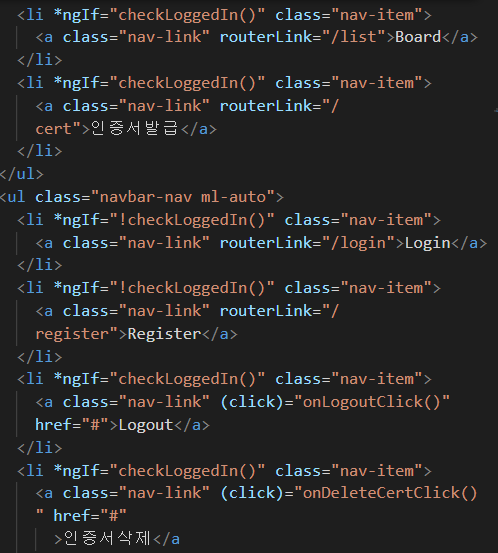 <li *ngIf="checkLoggedIn()" class="nav-item">
<a class="nav-link" routerLink="/list">Board</a>
</li>
<li *ngIf="checkLoggedIn()" class="nav-item">
<a class="nav-link" routerLink="/
cert">인증서발급</a>
</li>
</ul>
<ul class="navbar-nav ml-auto">
<li *ngIf="!checkLoggedIn()" class="nav-item">
<a class="nav-link" routerLink="/login">Login</a>
</li>
<li *ngIf="!checkLoggedIn()" class="nav-item">
<a class="nav-link" routerLink="/
register">Register</a>
</li>
<li *ngIf="checkLoggedIn()" class="nav-item">
<a class="nav-link" (click)="onLogoutClick()"
href="#">Logout</a>
</li>
<li *ngIf="checkLoggedIn()" class="nav-item">
<a class="nav-link" (click)="onDeleteCertClick()
" href="#"
>인증서삭제</a